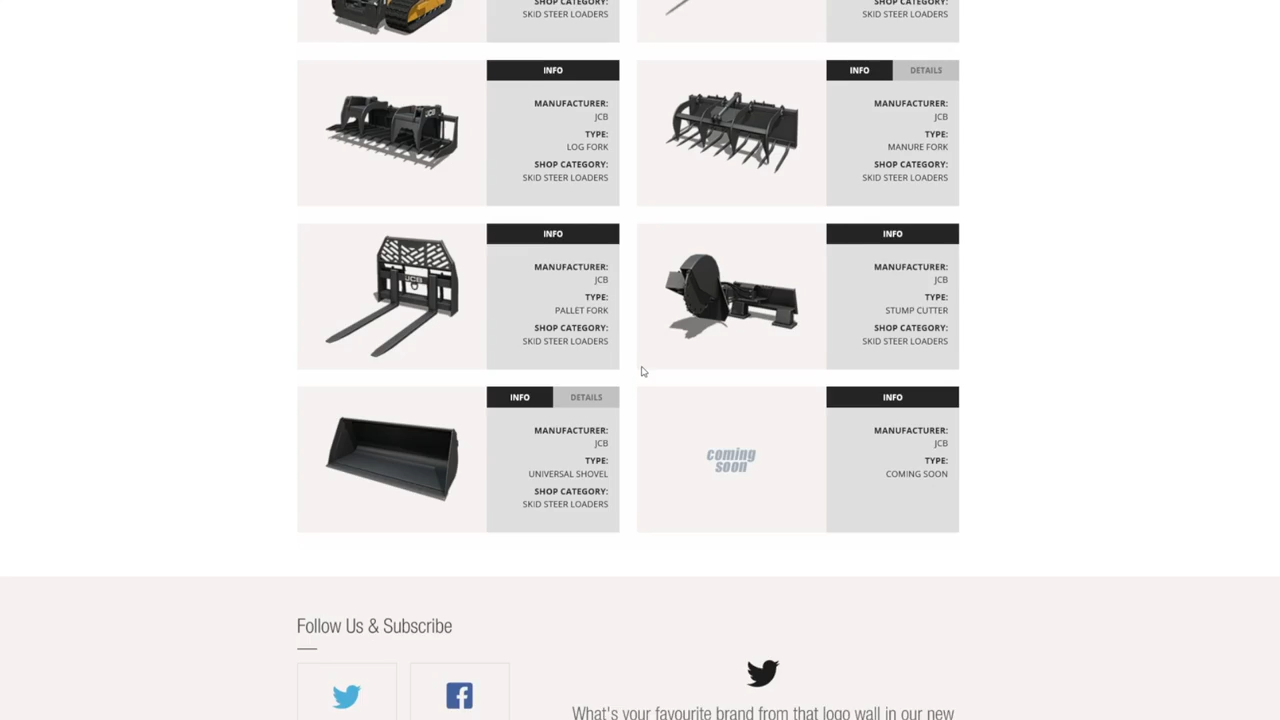 SHOP CATEGORY:
SKID STEER LOADERS
SHOP CATEGORY:
SKID STEER LOADERS
INFO
MANUFACTURER:
JCB
TYPE:
LOG FORK
SHOP CATEGORY:
SKID STEER LOADERS
INFO
DETAILS
MANUFACTURER:
JCB
TYPE:
MANURE FORK
SHOP CATEGORY:
SKID STEER LOADERS
JCB
INFO
MANUFACTURER:
JCB
TYPE:
PALLET FORK
SHOP CATEGORY:
SKID STEER LOADERS
INFO
MANUFACTURER:
JCB
TYPE:
STUMP CUTTER
SHOP CATEGORY:
SKID STEER LOADERS
INFO
DETAILS
MANUFACTURER:
JCB
TYPE:
UNIVERSAL SHOVEL
SHOP CATEGORY:
SKID STEER LOADERS
coming
soon
INFO
MANUFACTURER:
JCB
TYPE:
COMING SOON
Follow Us & Subscribe
What's your favourite brand from that logo wall in our new